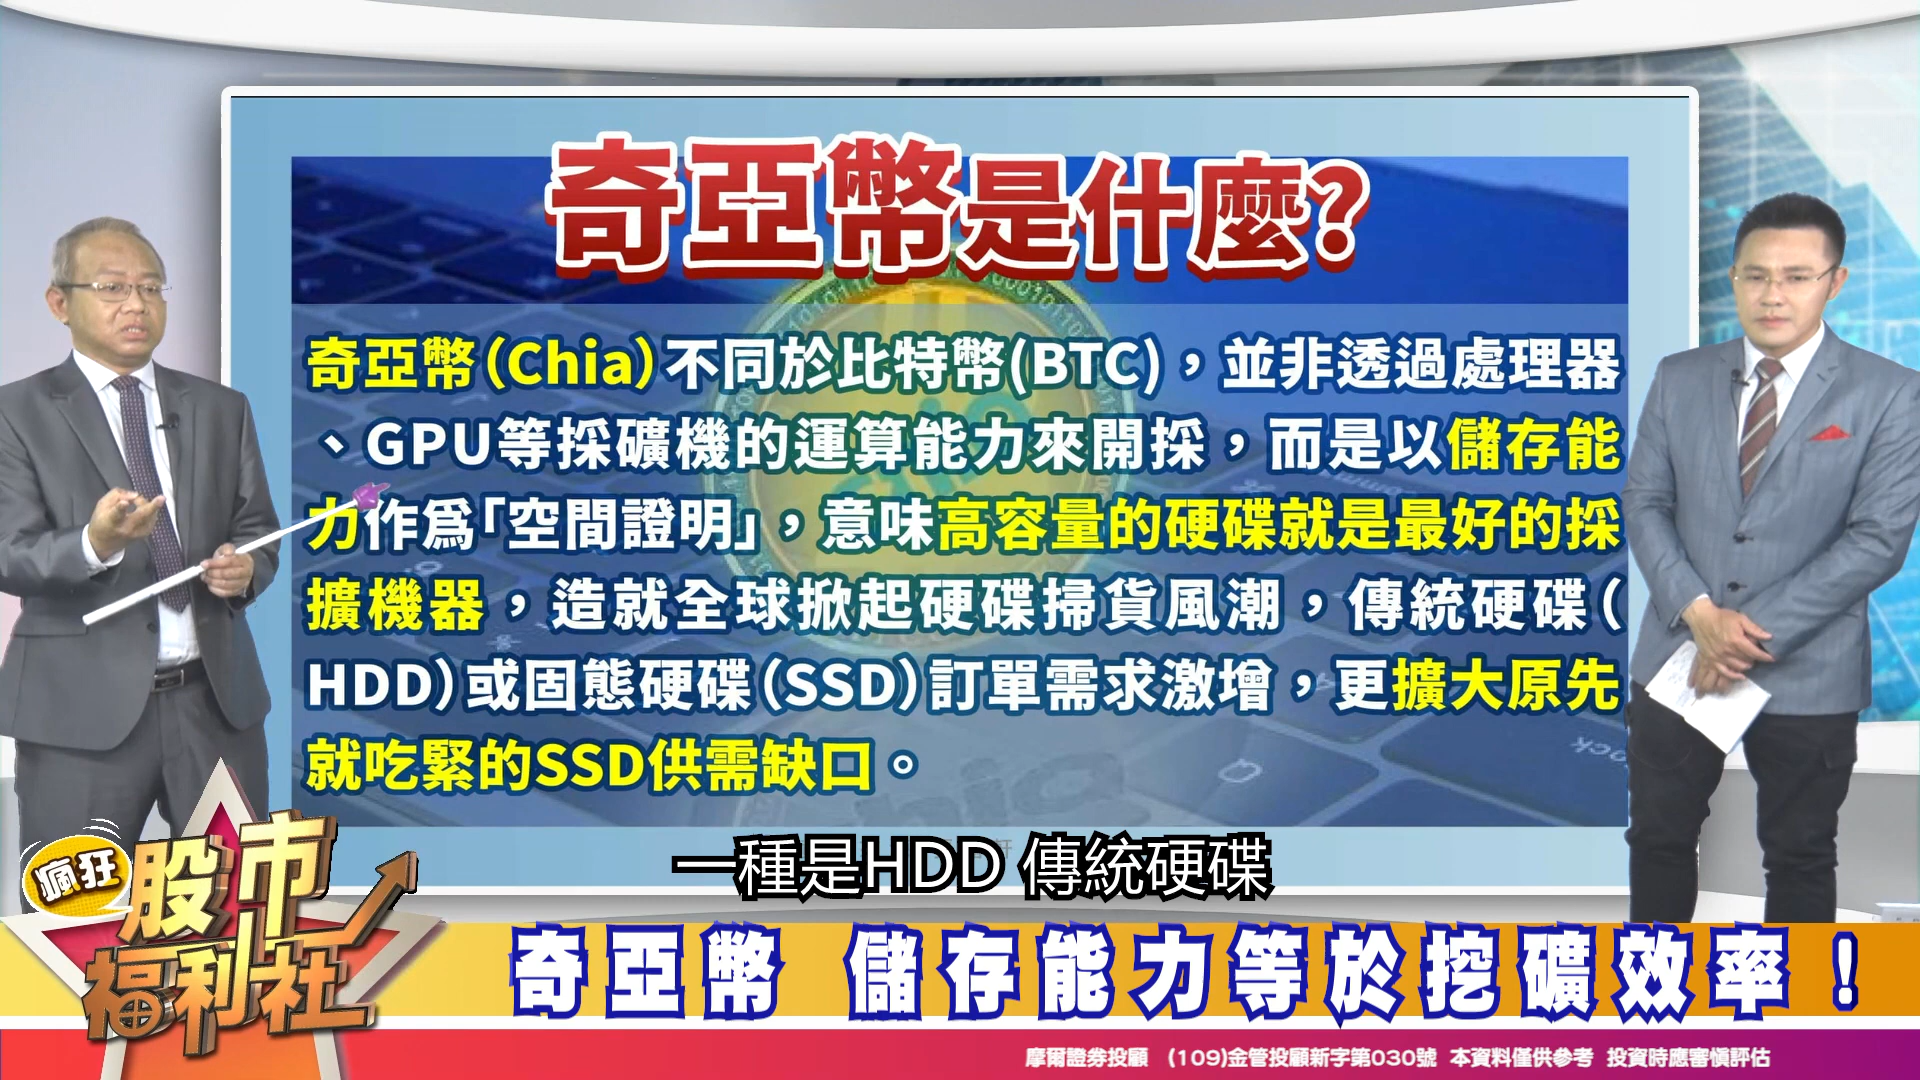 奇亞幣是什麼?
奇亞幣(Chia)不同於比特幣(BTC)，並非透過處理器
、GPU等採礦機的運算能力來開採，而是以儲存能
力作為「空間證明」，意味高容量的硬碟就是最好的採
擴機器，造就全球掀起硬碟掃貨風潮，傳統硬碟(
HDD)或固態硬碟(SSD)訂單需求激增，更擴大原先
就吃緊的SSD供需缺口。
一種是HDD 傳統硬碟
瘋狂
股市
福利社
奇亞幣 儲存能力等於挖礦效率！
摩爾證券投顧 (109)金管投顧新字第030號 本資料僅供參考 投資時應審慎評估